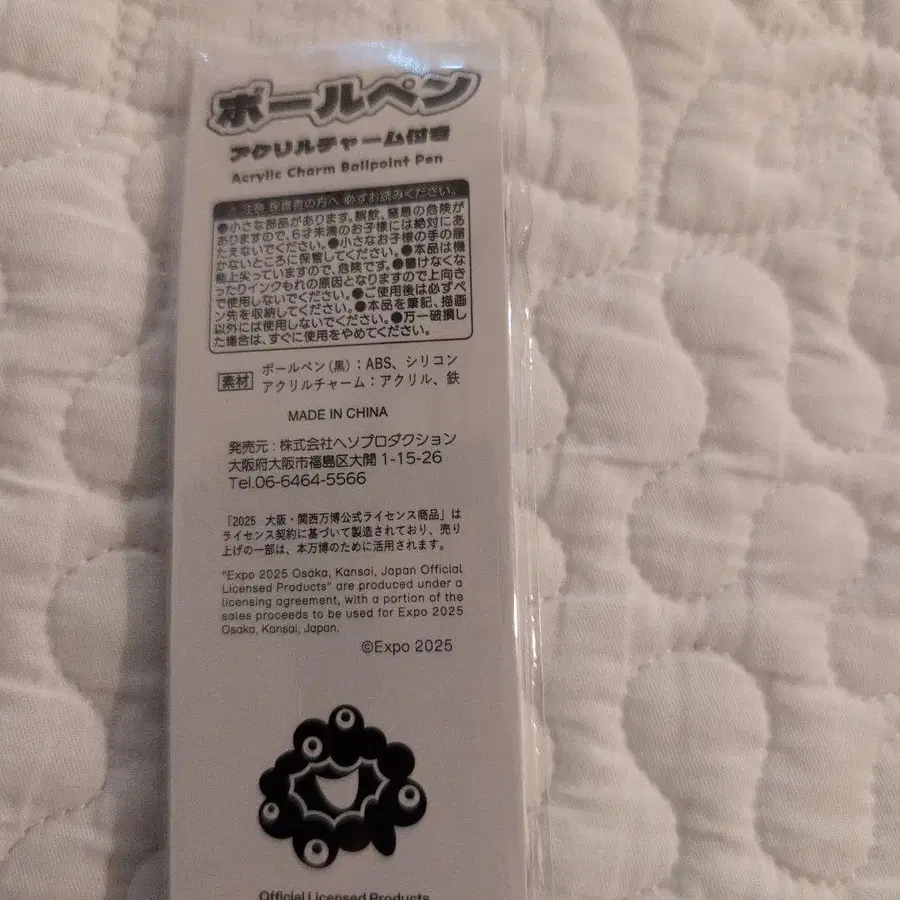 ボールペン
アクリルチャーム付き
Acrylic Charm Ballpoint Pen
⚠注意 保護者の方へ 必ずお読みください。
●小さな部品があります。誤飲、窒息の危険が
ありますので、6才未満のお子様には絶対にあ
たえないでください。●小さなお子様の手の届
かないところに保管してください。●本品は機
能上尖っていますので、危険です。●書けなくな
ったりインクもれの原因となりますので上向き
で使用しないでください。●ご使用後は必ずペ
ン先を収納してください。●本品を筆記、描画
以外には使用しないでください。●万一破損し
た場合は、すぐに使用をやめてください。
素材 ボールペン(黒):ABS、シリコン
アクリルチャーム:アクリル、鉄
MADE IN CHINA
発売元:株式会社ヘソプロダクション
大阪府大阪市福島区大開1-15-26
Tel.06-6464-5566
「2025 大阪・関西万博公式ライセンス商品」は
ライセンス契約に基づいて製造されており、売り
上げの一部は、本万博のために活用されます。
"Expo 2025 Osaka, Kansai, Japan Official
Licensed Products" are produced under a
licensing agreement, with a portion of the
sales proceeds to be used for Expo 2025
Osaka, Kansai, Japan.
©Expo 2025
Official Licensed Products